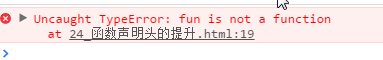 Uncaught TypeError: fun is not a function
at 24_函数声明头的提升.html:19